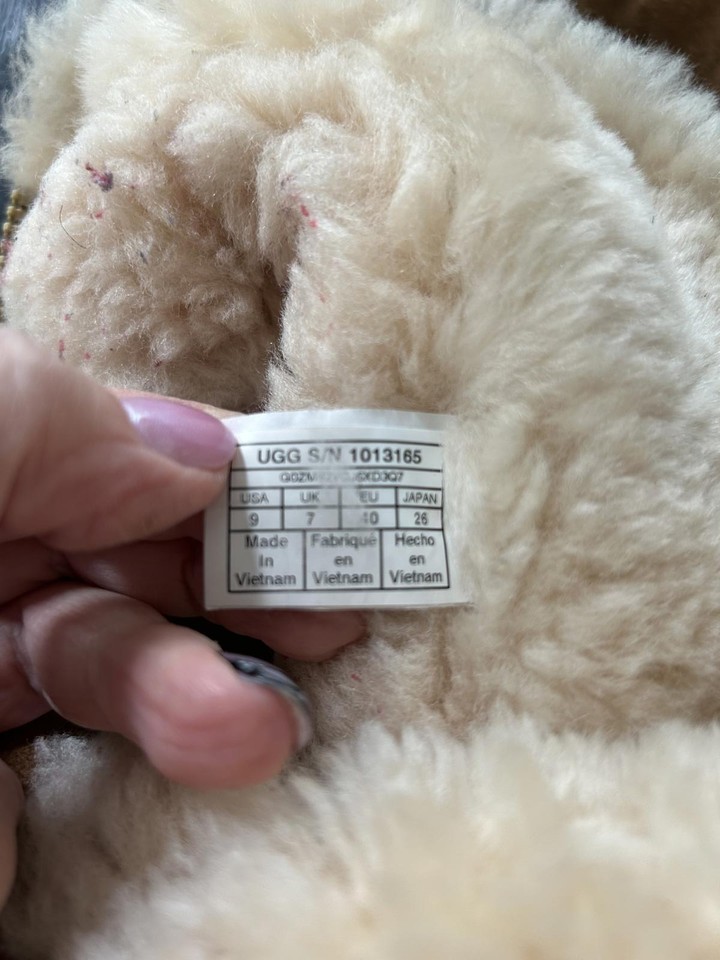 UGG S/N 1013165
USA UK EU JAPAN
9 7 40 26
Made Fabriqué Hecho
In en en
Vietnam Vietnam Vietnam